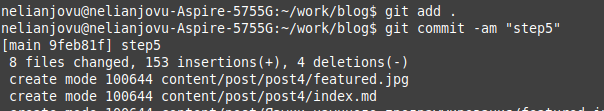 nelianjovu@nelianjovu-Aspire-5755G:~/work/blog$ git add .
nelianjovu@nelianjovu-Aspire-5755G:~/work/blog$ git commit -am "step5"
[main 9feb81f] step5
 8 files changed, 153 insertions(+), 4 deletions(-)
 create mode 100644 content/post/post4/featured.jpg
 create mode 100644 content/post/post4/index.md